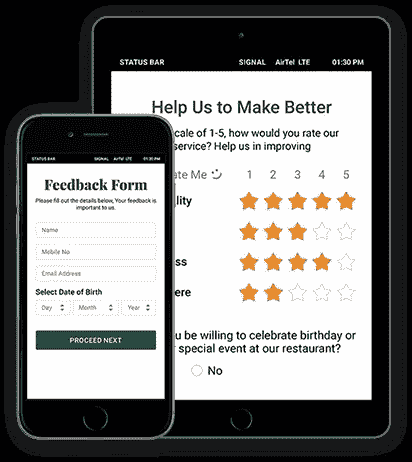 STATUS BAR SIGNAL AirTel LTE 01:30 PM
Help Us to Make Better
scale of 1-5, how would you rate our
service? Help us in improving
ate Me 1 2 3 4 5
lity
ss
ere
u be willing to celebrate birthday or
special event at our restaurant?
No
STATUS BAR SIGNAL AirTel LTE 01:30 PM
Feedback Form
Please fill out the details below, Your feedback is
important to us.
Name
Mobile No
Email Address
Select Date of Birth
Day Month Year
PROCEED NEXT